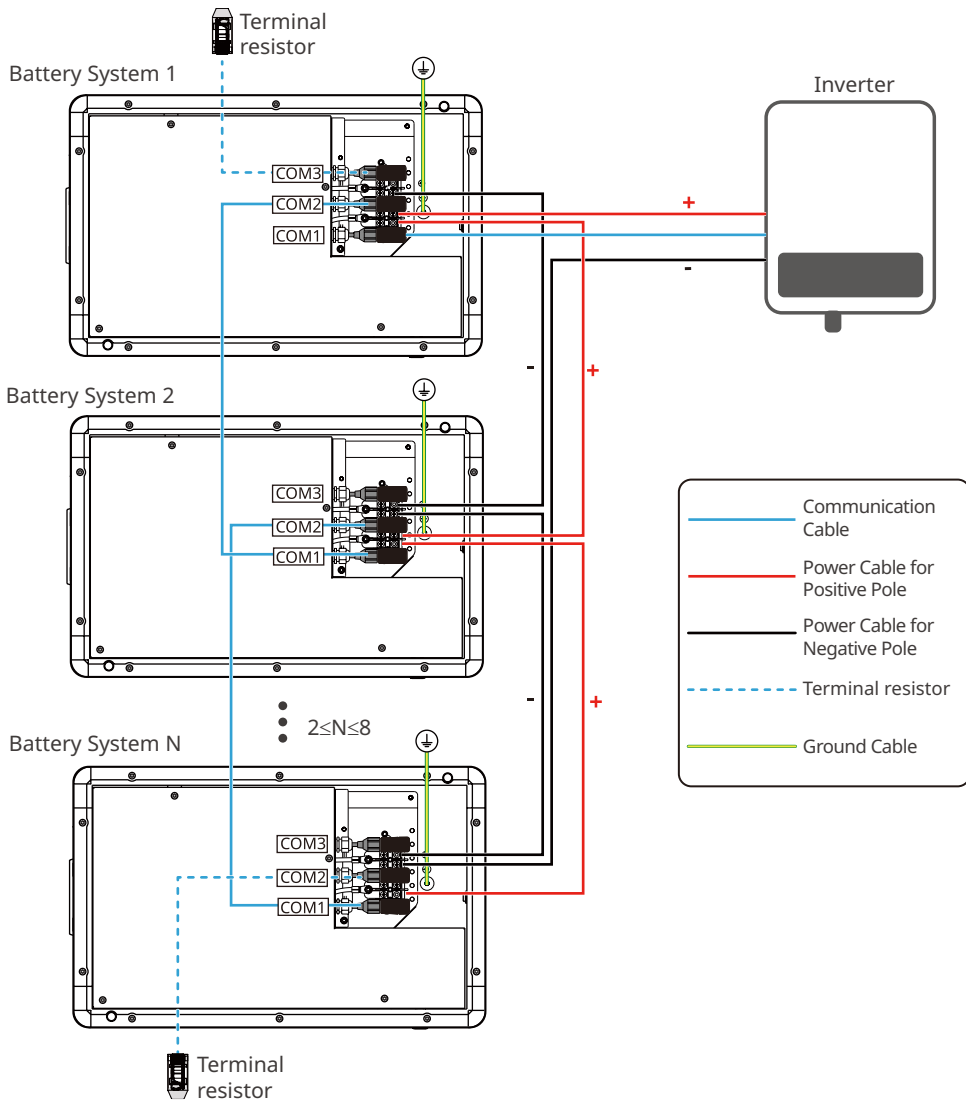 Terminal
resistor
Battery System 1
Inverter
COM3
COM2
COM1
+
-
-
+
Battery System 2
COM3
COM2
COM1
Communication
Cable
Power Cable for
Positive Pole
Power Cable for
Negative Pole
Terminal resistor
Ground Cable
-
+
2≤N≤8
Battery System N
COM3
COM2
COM1
Terminal
resistor